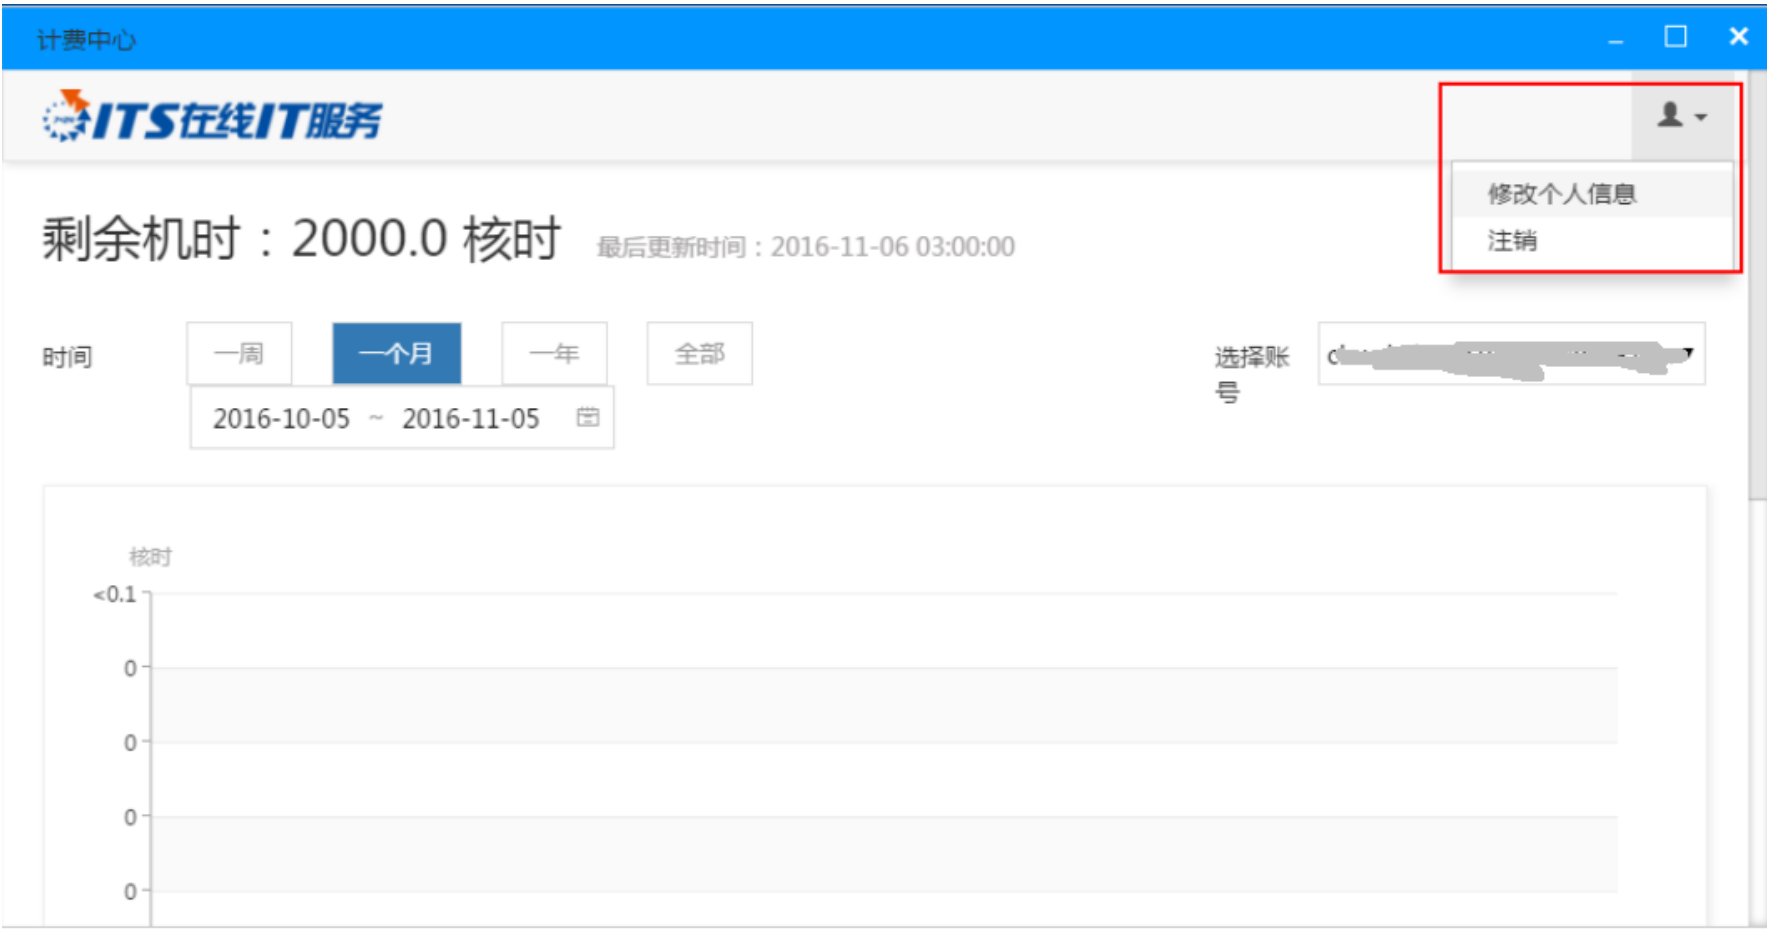 计费中心
ITS在线IT服务
修改个人信息
注销
剩余机时：2000.0 核时 最后更新时间：2016-11-06 03:00:00
时间 一周 一个月 一年 全部 选择账号
2016-10-05 ~ 2016-11-05
核时
<0.1
0
0
0
0